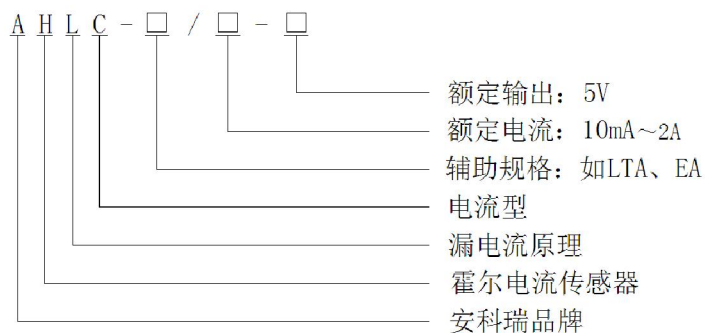 AHLC-□/□-□
额定输出：5V
额定电流：10mA～2A
辅助规格：如LTA、EA
电流型
漏电流原理
霍尔电流传感器
安科瑞品牌